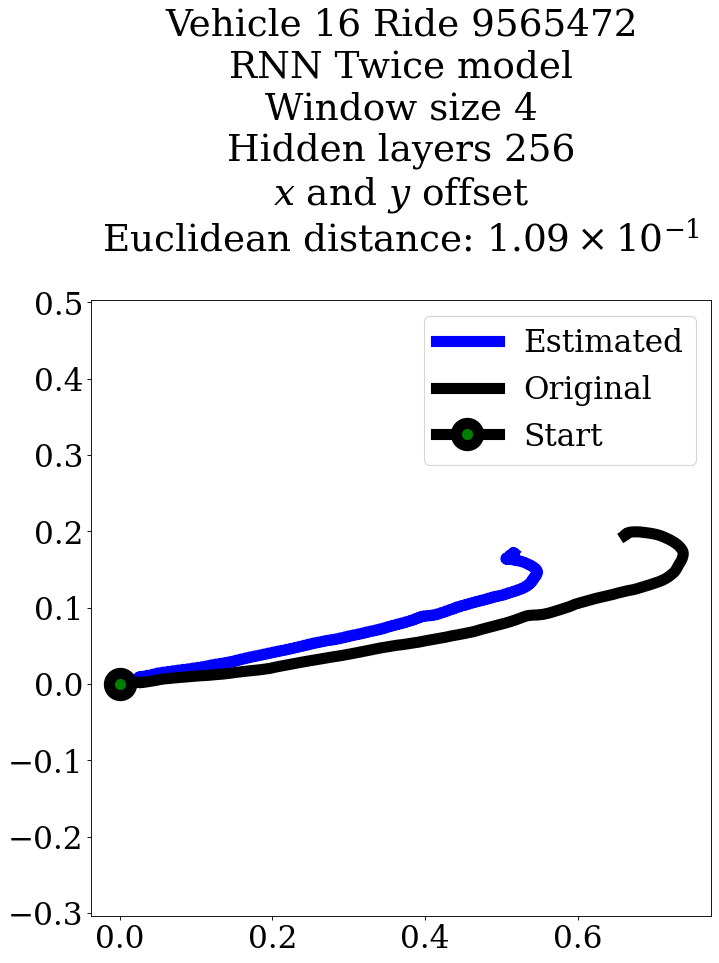 Vehicle 16 Ride 9565472
RNN Twice model
Window size 4
Hidden layers 256
x and y offset
Euclidean distance: 1.09 × 10⁻¹
0.5
Estimated
0.4
Original
0.3
Start
0.2
0.1
0.0
−0.1
−0.2
−0.3
0.0 0.2 0.4 0.6